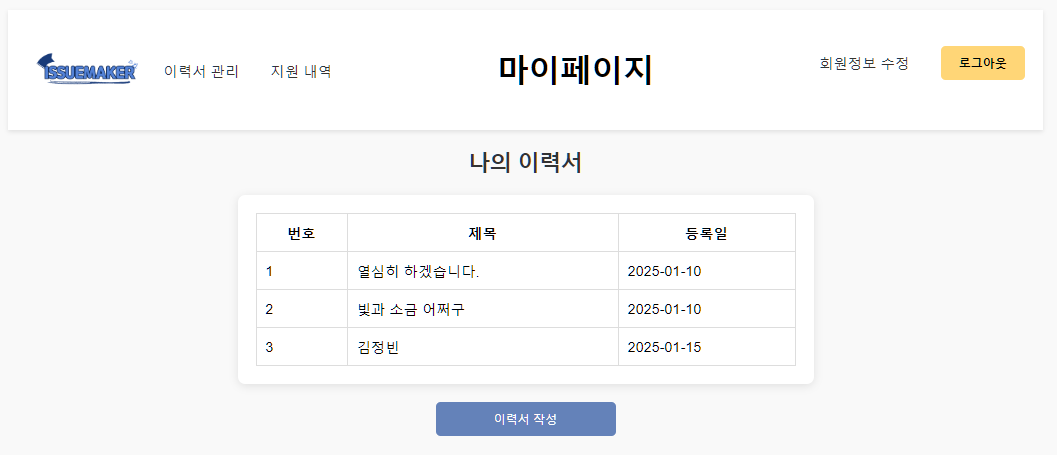 ISSUEMAKER 이력서 관리 지원 내역 마이페이지 회원정보 수정 로그아웃
나의 이력서
번호 제목 등록일
1 열심히 하겠습니다. 2025-01-10
2 빛과 소금 어쩌구 2025-01-10
3 김정빈 2025-01-15
이력서 작성